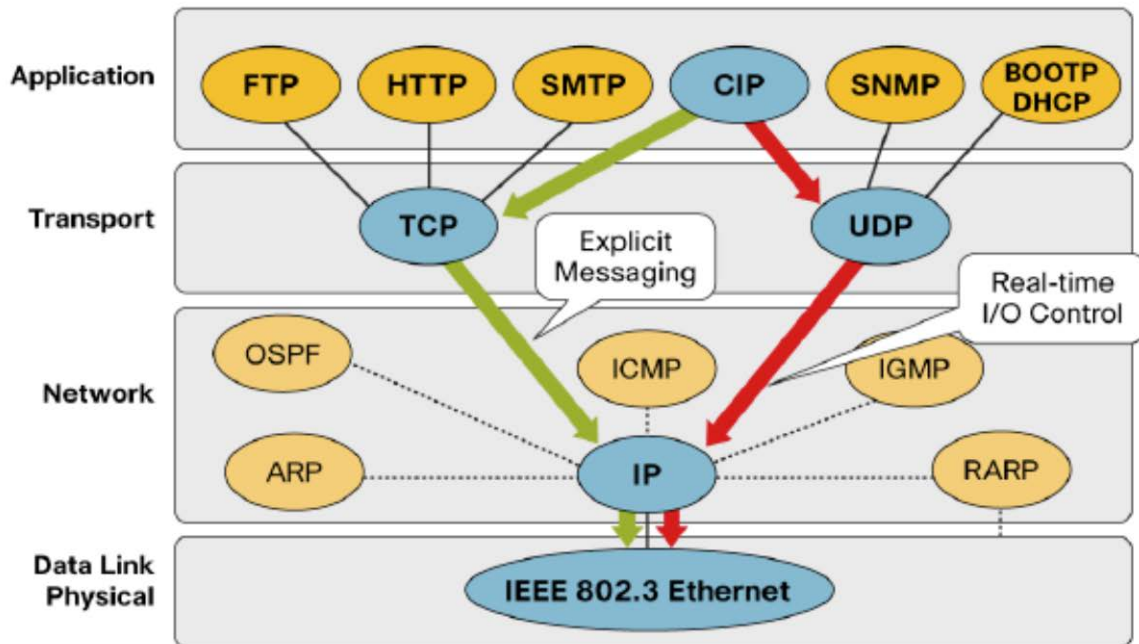 Application
FTP
HTTP
SMTP
CIP
SNMP
BOOTP
DHCP
Transport
TCP
UDP
Explicit
Messaging
Real-time
I/O Control
Network
OSPF
ICMP
IGMP
ARP
IP
RARP
Data Link
Physical
IEEE 802.3 Ethernet